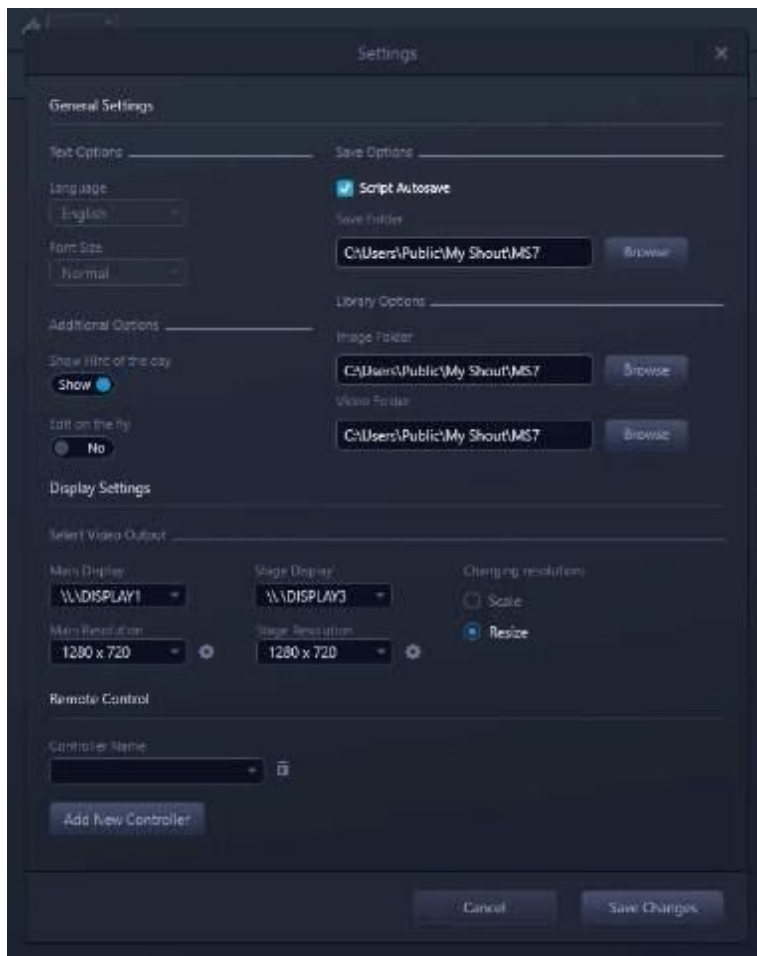 Settings
General Settings
Text Options
Save Options
Language
English
Script Autosave
Save Folder
C:\Users\Public\My Shout\MS7
Browse
Font Size
Normal
Library Options
Additional Options
Image Folder
Show Hint of the day
Show
C:\Users\Public\My Shout\MS7
Browse
Video Folder
Edit on the fly
No
C:\Users\Public\My Shout\MS7
Browse
Display Settings
Select Video Output
Main Display
Stage Display
Changing resolution:
\\.\DISPLAY1
\\.\DISPLAY3
Scale
Main Resolution
Stage Resolution
Resize
1280 x 720
1280 x 720
Remote Control
Controller Name
Add New Controller
Cancel
Save Changes